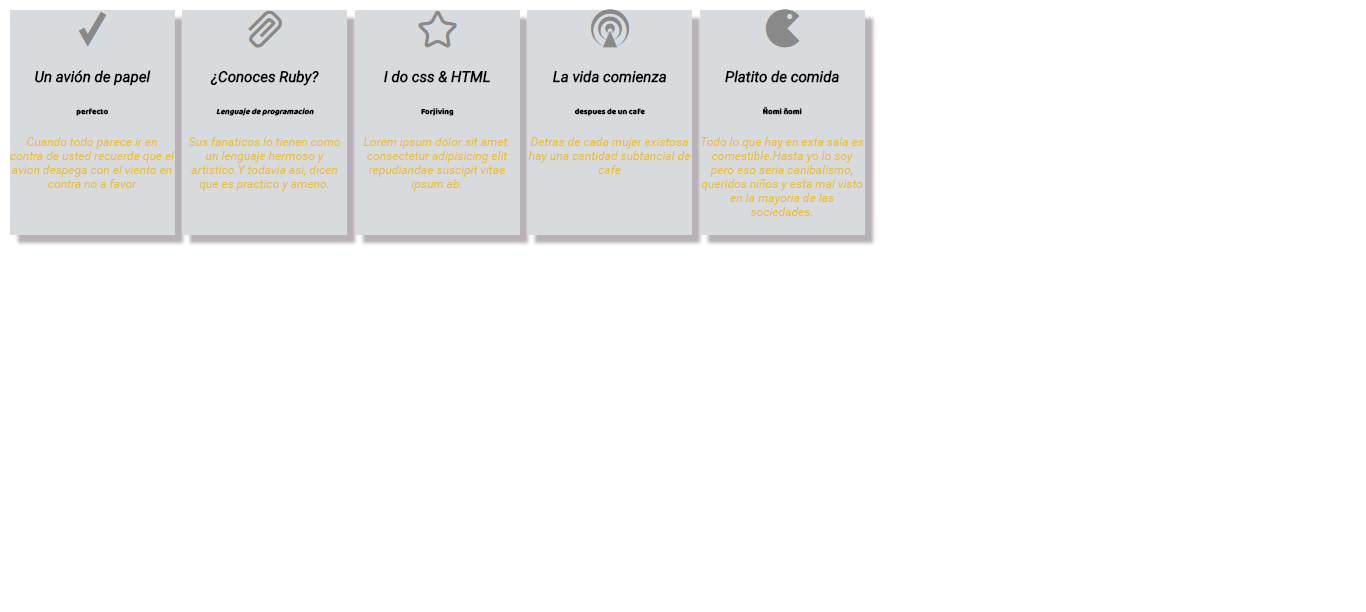 Un avión de papel
perfecto
Cuando todo parece ir en
contra de usted recuerde que el
avion despega con el viento en
contra no a favor
¿Conoces Ruby?
Lenguaje de programacion
Sus fanaticos lo tienen como
un lenguaje hermoso y
artistico.Y todavia asi, dicen
que es practico y ameno.
I do css & HTML
Forjiving
Lorem ipsum dolor sit amet.
consectetur adipisicing elit
repudiandae suscipit vitae
ipsum ab.
La vida comienza
despues de un cafe
Detras de cada mujer existosa
hay una cantidad subtancial de
cafe
Platito de comida
Ñomi ñomi
Todo lo que hay en esta sala es
comestible.Hasta yo lo soy
pero eso seria canibalismo,
queridos niños y esta mal visto
en la mayoria de las
sociedades.